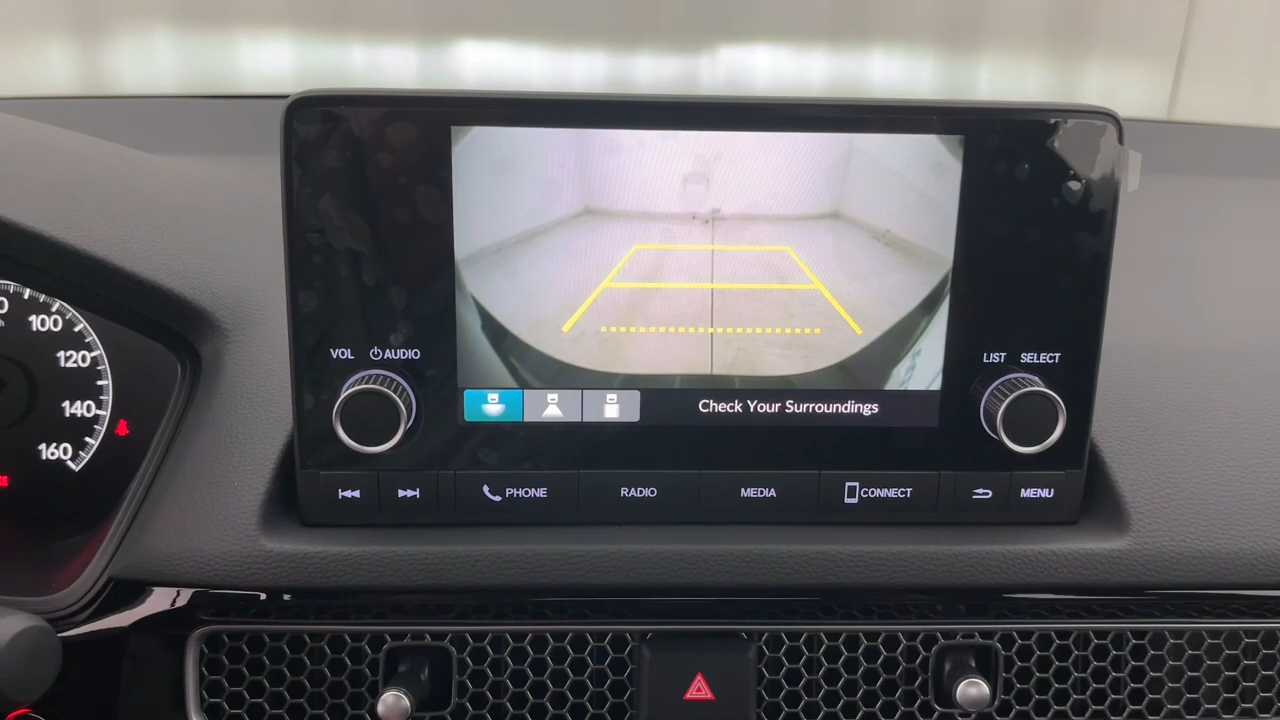 100
120
140
160
VOL
AUDIO
LIST
SELECT
Check Your Surroundings
PHONE
RADIO
MEDIA
CONNECT
MENU